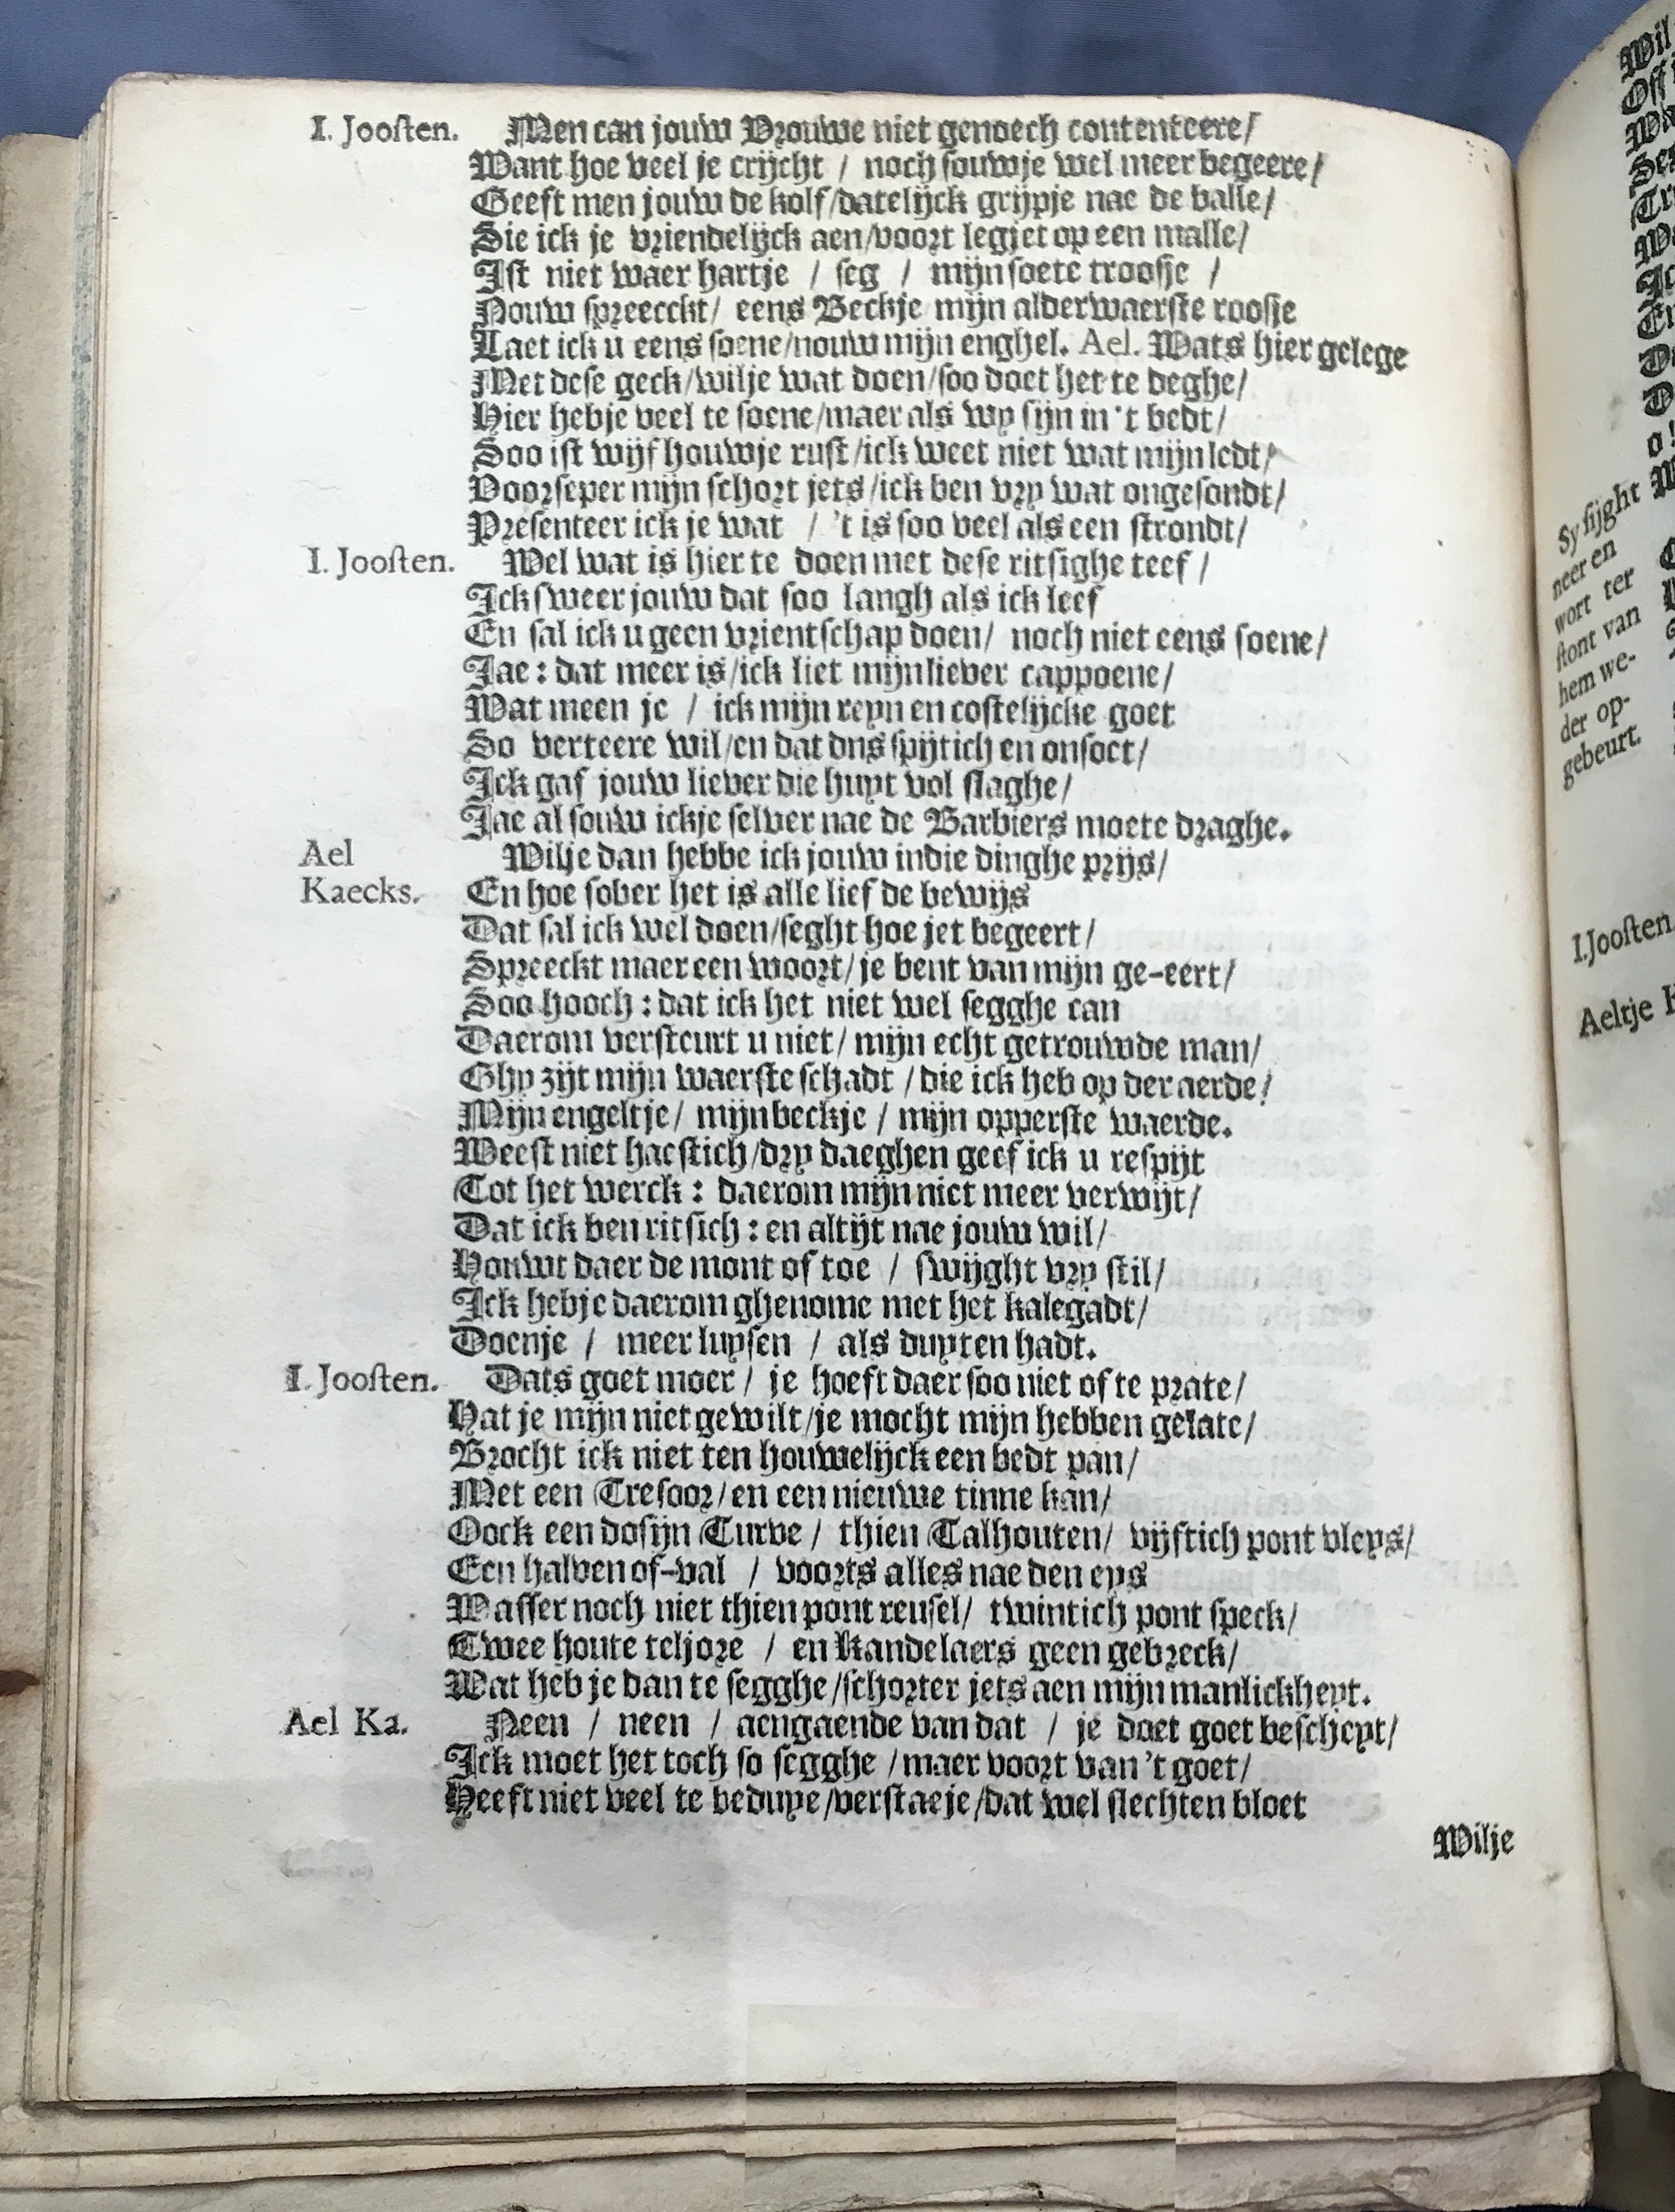 I. Jooſten. Men can jouw Vrouwe niet genoech contenteere/
Want hoe veel je crijcht / noch ſouwje wel meer begeere/
Geeft men jouw de kolf/datelijck grijpje nae de balle/
Sie ick je vriendelijck aen/voort legjet op een malle/
Iſt niet waer hartje / ſeg / mijn ſoete trooſje /
Nouw ſpreecckt/ eens Beckje mijn alderwaerſte rooſje
Laet ick u eens ſoene/nouw mijn enghel. Ael. Wats hier gelege
Met deſe geck/wilje wat doen/ſoo doet het te deghe/
Hier hebje veel te ſoene/maer als wy ſijn in 't bedt/
Soo iſt wijf houwje ruſt/ick weet niet wat mijn ledt/
Voorſeper mijn ſchort jets/ick ben vry wat ongeſondt/
Preſenteer ick je wat / 't is ſoo veel als een ſtrondt/
I. Jooſten. Wel wat is hier te doen met deſe ritſighe teef/
Ick ſweer jouw dat ſoo langh als ick leef
En ſal ick u geen vrientſchap doen/ noch niet eens ſoene/
Jae: dat meer is/ick liet mijn liever cappoene/
Wat meen je / ick mijn reyn en coſtelijcke goet
So verteere wil/en dat dus ſpijtich en onſoet/
Ick gaf jouw liever die huyt vol ſlaghe/
Jae al ſouw ickje ſelver nae de Barbiers moete draghe.
Ael Wilje dan hebbe ick jouw in die dinghe prijs/
Kaecks. En hoe ſober het is alle lief de bewijs
Dat ſal ick wel doen/ſeght hoe jet begeert/
Spreeckt maer een woort/je bent van mijn ge-eert/
Soo hooch: dat ick het niet wel ſegghe can
Daerom verſteurt u niet/ mijn echt getrouwde man/
Ghy zijt mijn waerſte ſchadt /die ick heb op der aerde/
Mijn engeltje/ mijn beckje / mijn opperſte waerde.
Weeſt niet haeſtich/dry daeghen geef ick u reſpijt
Tot het werck: daerom mijn niet meer verwijt/
Dat ick ben ritſich: en altijt nae jouw wil/
Houwt daer de mont of toe / ſwijght vry ſtil/
Ick hebje daerom ghenome met het kalegadt/
Doenje / meer luyſen / als duyten hadt.
I. Jooſten. Dats goet moer/ je hoeft daer ſoo niet of te prate/
Hat je mijn niet gewilt/je mocht mijn hebben gelate/
Brocht ick niet ten houwelijck een bedt pan/
Met een Treſoor/en een nieuwe tinne kan/
Oock een doſijn Turve / thien Talhouten/ vijftich pont vleys/
Een halven of-val / voorts alles nae den eys
Waſſer noch niet thien pont reuſel/ twintich pont ſpeck/
Twee houte teljore / en Kandelaers geen gebreck/
Wat heb je dan te ſegghe/ſchorter jets aen mijn manlickheyt.
Ael Ka. Neen / neen / aengaende van dat / je doet goet beſcheyt/
Ick moet het toch ſo ſegghe /maer voort van 't goet/
Heeft niet veel te beduye/verſtaeje/dat wel ſlechten bloet
Wilje
Sy ſijght
neer en
wort ter
ſtont van
hem we-
der op-
gebeurt.
I. Jooſten.
Aeltje